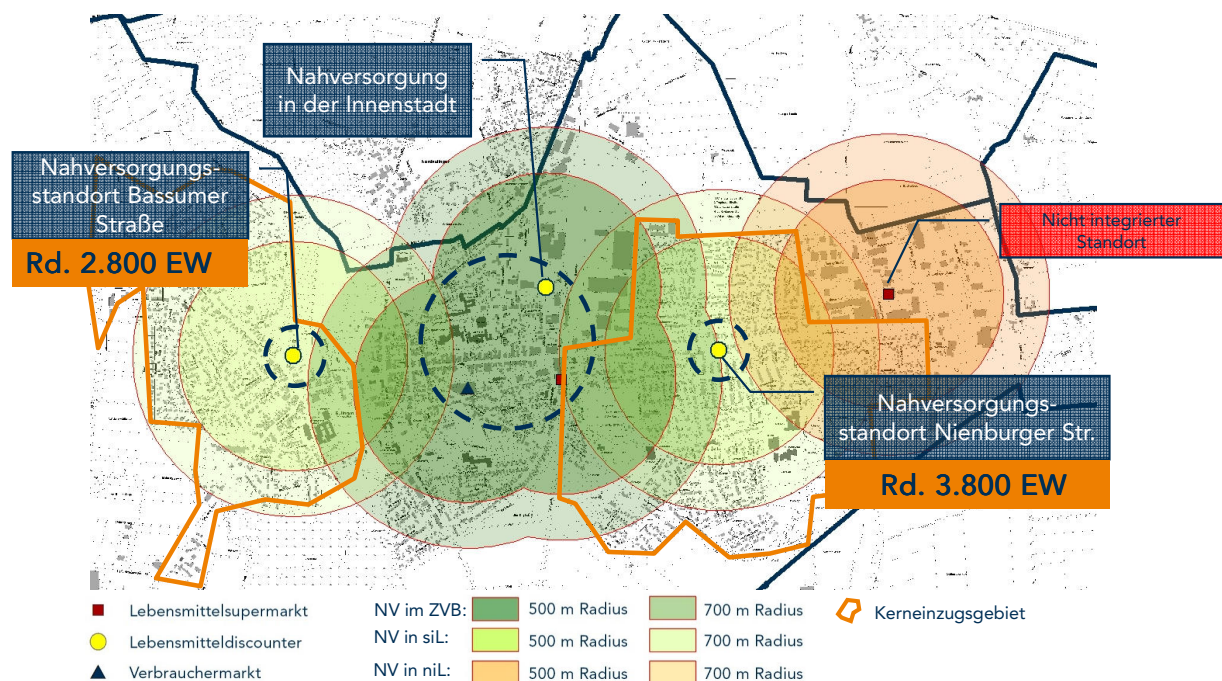 Nahversorgung
in der Innenstadt
Nahversorgungs-
standort Bassumer
Straße
Rd. 2.800 EW
Nicht integrierter
Standort
Nahversorgungs-
standort Nienburger Str.
Rd. 3.800 EW
Lebensmittelsupermarkt
Lebensmitteldiscounter
Verbrauchermarkt
NV im ZVB: 500 m Radius 700 m Radius
NV in siL: 500 m Radius 700 m Radius
NV in niL: 500 m Radius 700 m Radius
Kerneinzugsgebiet